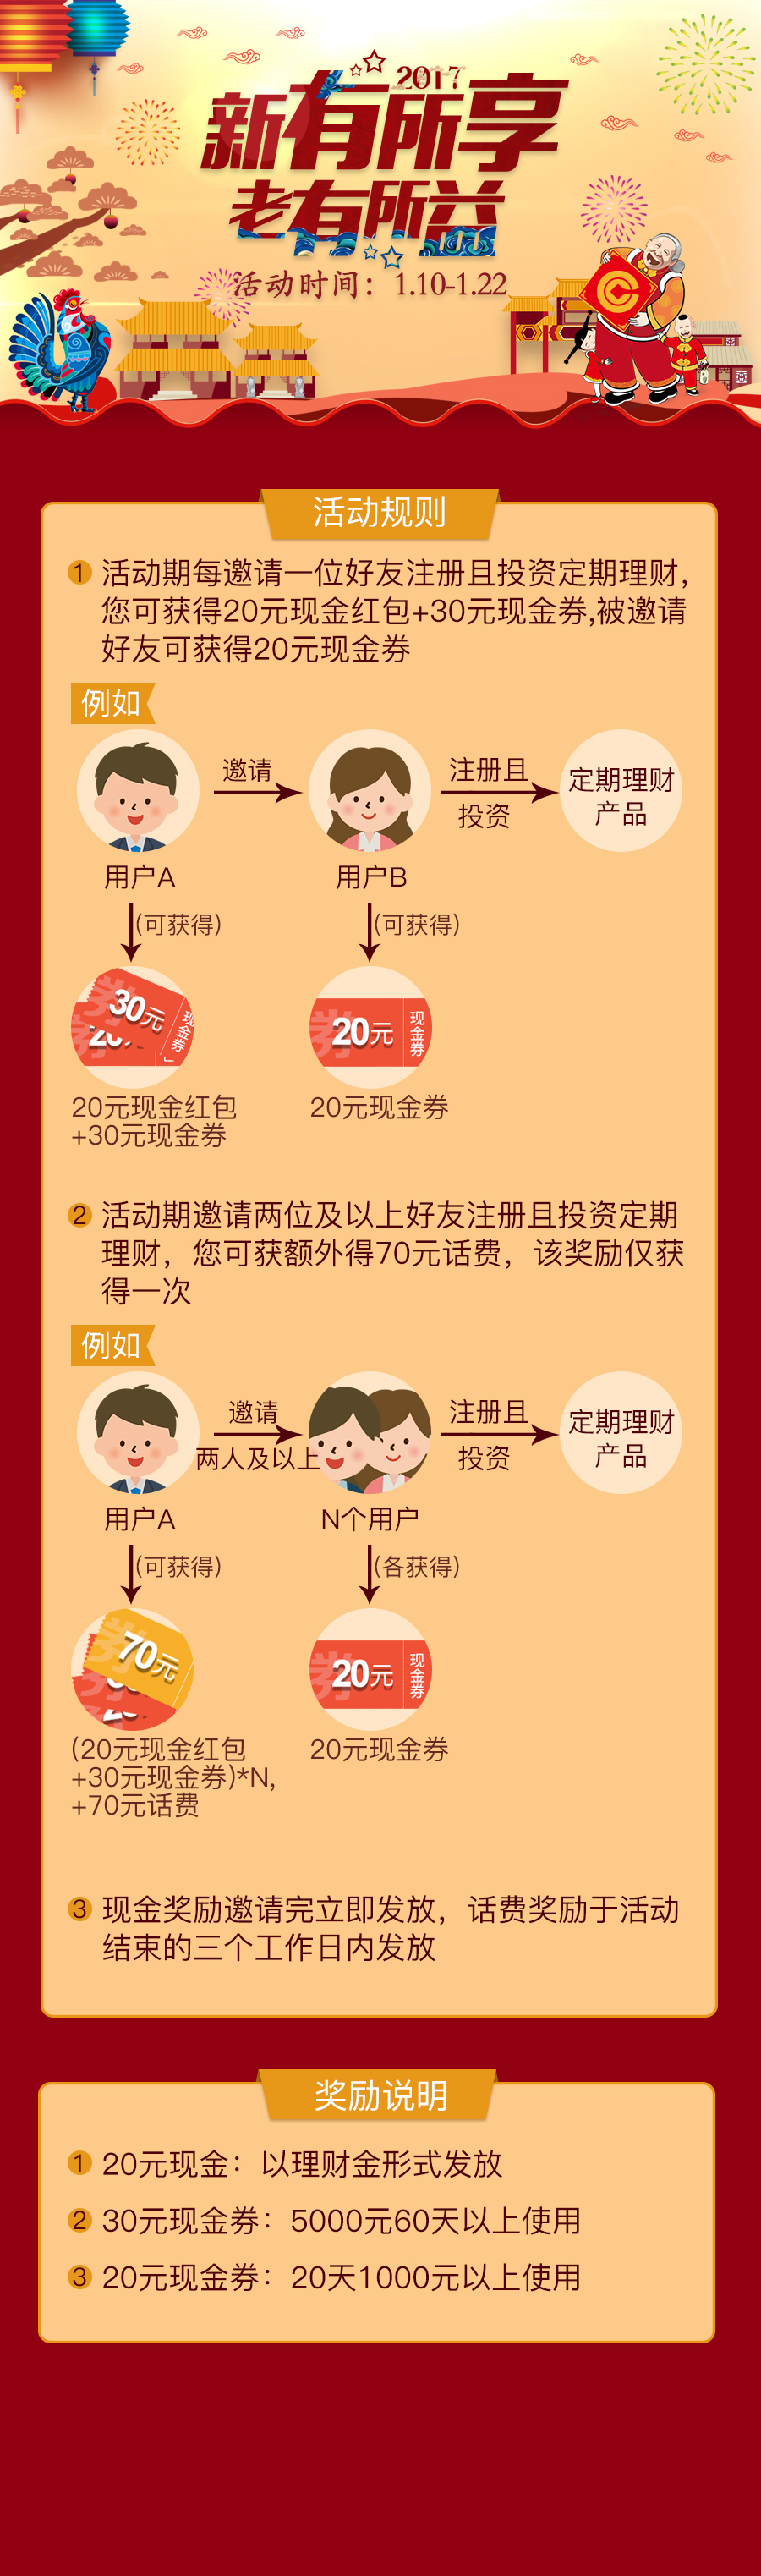 2017
新有所享
老有所益
活动时间：1.10-1.22
活动规则
1 活动期每邀请一位好友注册且投资定期理财，
您可获得20元现金红包+30元现金券,被邀请
好友可获得20元现金券
例如
邀请
注册且
投资
定期理财
产品
用户A
用户B
(可获得)
(可获得)
30元
现金券
20元
现金券
20元现金红包
+30元现金券
20元现金券
2 活动期邀请两位及以上好友注册且投资定期
理财，您可获额外得70元话费，该奖励仅获
得一次
例如
邀请
两人及以上
注册且
投资
定期理财
产品
用户A
N个用户
(可获得)
(各获得)
券
70元
券
20元
现金券
(20元现金红包
+30元现金券)*N,
+70元话费
20元现金券
3 现金奖励邀请完立即发放，话费奖励于活动
结束的三个工作日内发放
奖励说明
1 20元现金：以理财金形式发放
2 30元现金券：5000元60天以上使用
3 20元现金券：20天1000元以上使用